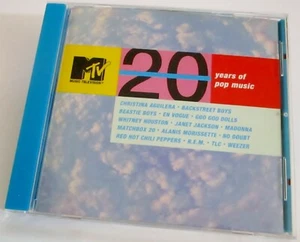 MTV
MUSIC TELEVISION
20
years of
pop music
CHRISTINA AGUILERA • BACKSTREET BOYS
BEASTIE BOYS • EN VOGUE • GOO GOO DOLLS
WHITNEY HOUSTON • JANET JACKSON • MADONNA
MATCHBOX 20 • ALANIS MORISSETTE • NO DOUBT
RED HOT CHILI PEPPERS • R.E.M. • TLC • WEEZER